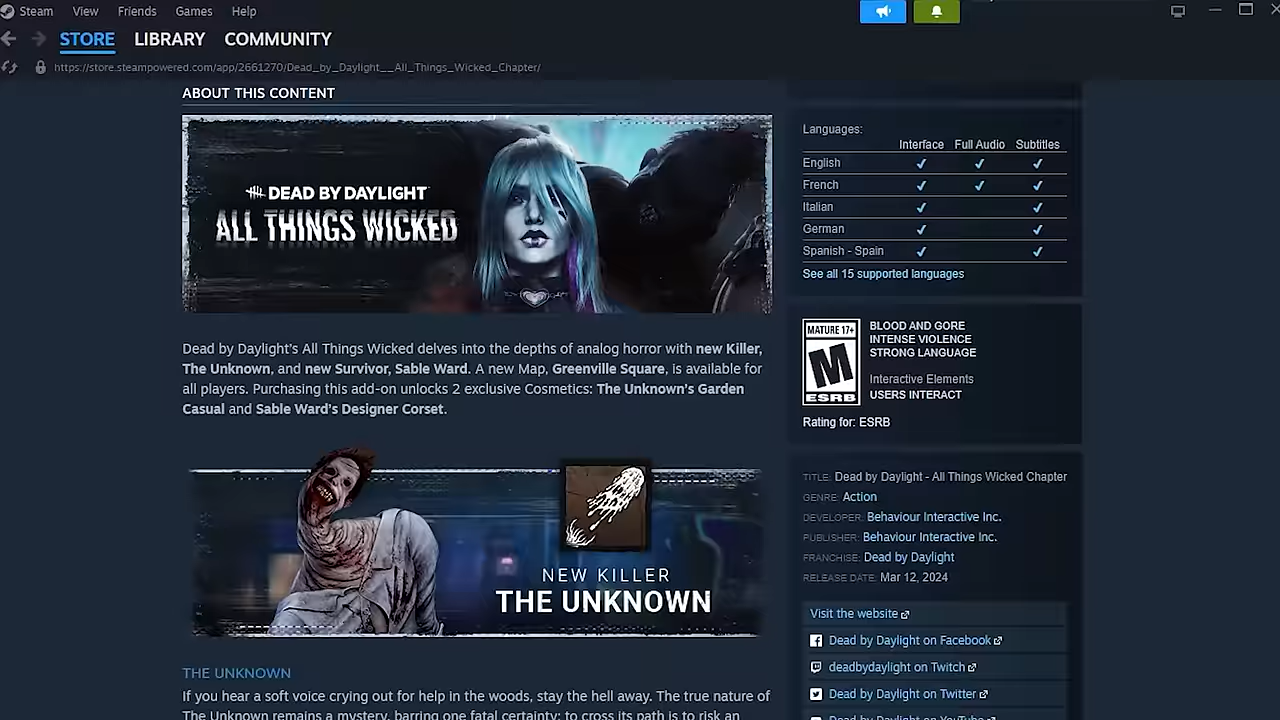 Steam View Friends Games Help
STORE LIBRARY COMMUNITY
https://store.steampowered.com/app/2661270/Dead_by_Daylight__All_Things_Wicked_Chapter/
ABOUT THIS CONTENT
DEAD BY DAYLIGHT
ALL THINGS WICKED
Dead by Daylight's All Things Wicked delves into the depths of analog horror with new Killer,
The Unknown, and new Survivor, Sable Ward. A new Map, Greenville Square, is available for
all players. Purchasing this add-on unlocks 2 exclusive Cosmetics: The Unknown's Garden
Casual and Sable Ward's Designer Corset.
NEW KILLER
THE UNKNOWN
THE UNKNOWN
If you hear a soft voice crying out for help in the woods, stay the hell away. The true nature of
The Unknown remains a mystery, barring one fatal certainty: to cross its path is to risk an
Languages:
Interface Full Audio Subtitles
English ✔ ✔ ✔
French ✔ ✔ ✔
Italian ✔ ✔
German ✔ ✔
Spanish - Spain ✔ ✔
See all 15 supported languages
MATURE 17+
M
ESRB
BLOOD AND GORE
INTENSE VIOLENCE
STRONG LANGUAGE
Interactive Elements
USERS INTERACT
Rating for: ESRB
TITLE: Dead by Daylight - All Things Wicked Chapter
GENRE: Action
DEVELOPER: Behaviour Interactive Inc.
PUBLISHER: Behaviour Interactive Inc.
FRANCHISE: Dead by Daylight
RELEASE DATE: Mar 12, 2024
Visit the website
Dead by Daylight on Facebook
deadbydaylight on Twitch
Dead by Daylight on Twitter
Dead by Daylight on YouTube